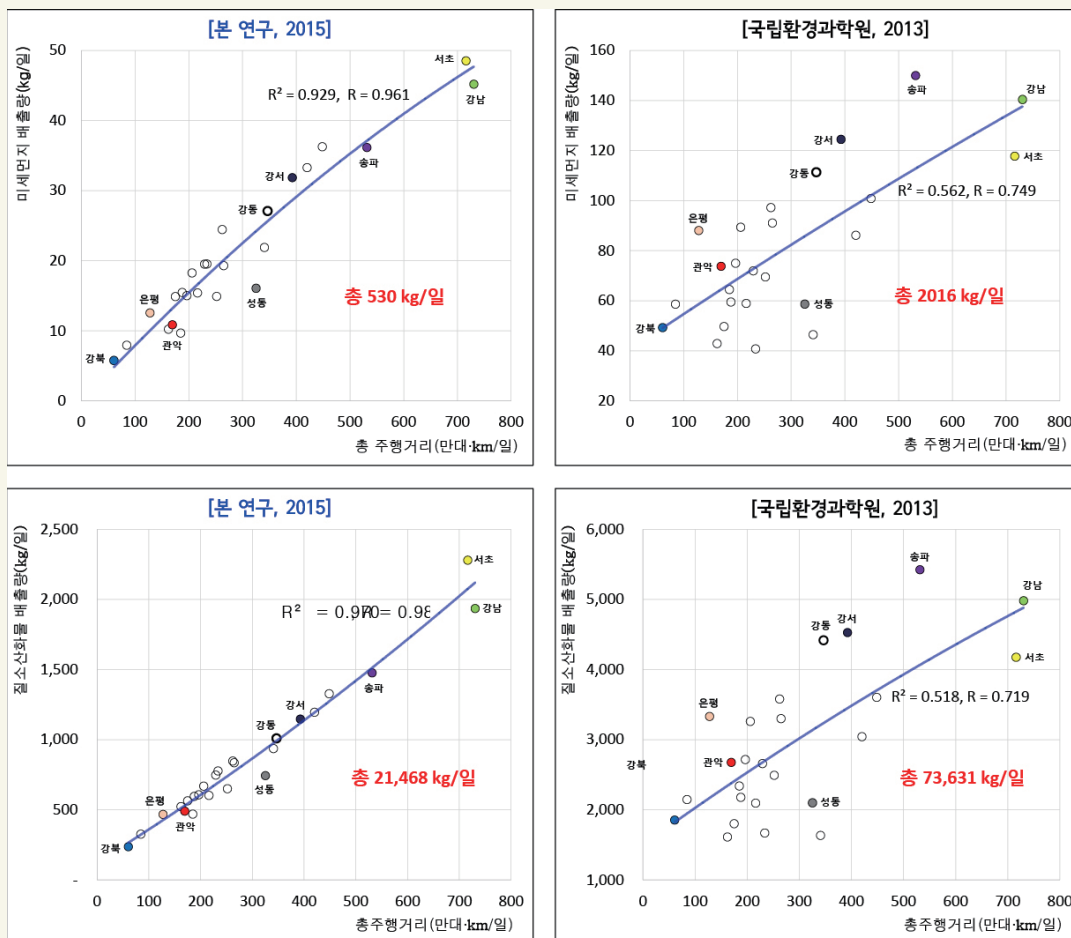 [본 연구, 2015]
미세먼지 배출량(kg/일)
50
40
30
20
10
0
R² = 0.929, R = 0.961
서초
강남
송파
강서
강동
성동
은평
관악
강북
총 530 kg/일
0 100 200 300 400 500 600 700 800
총 주행거리(만대·km/일)
[국립환경과학원, 2013]
미세먼지 배출량(kg/일)
160
140
120
100
80
60
40
20
송파
강남
강서
서초
강동
R² = 0.562, R = 0.749
은평
관악
성동
강북
총 2016 kg/일
0 100 200 300 400 500 600 700 800
총 주행거리(만대·km/일)
[본 연구, 2015]
질소산화물 배출량(kg/일)
2,500
2,000
1,500
1,000
500
-
서초
강남
R² = 0.970 = 0.98
송파
강서
강동
성동
은평
관악
강북
총 21,468 kg/일
0 100 200 300 400 500 600 700 800
총주행거리(만대·km/일)
[국립환경과학원, 2013]
질소산화물 배출량(kg/일)
6,000
5,000
4,000
3,000
2,000
1,000
송파
강남
강동
강서
서초
R² = 0.518, R = 0.719
은평
관악
강북
성동
총 73,631 kg/일
0 100 200 300 400 500 600 700 800
총주행거리(만대·km/일)